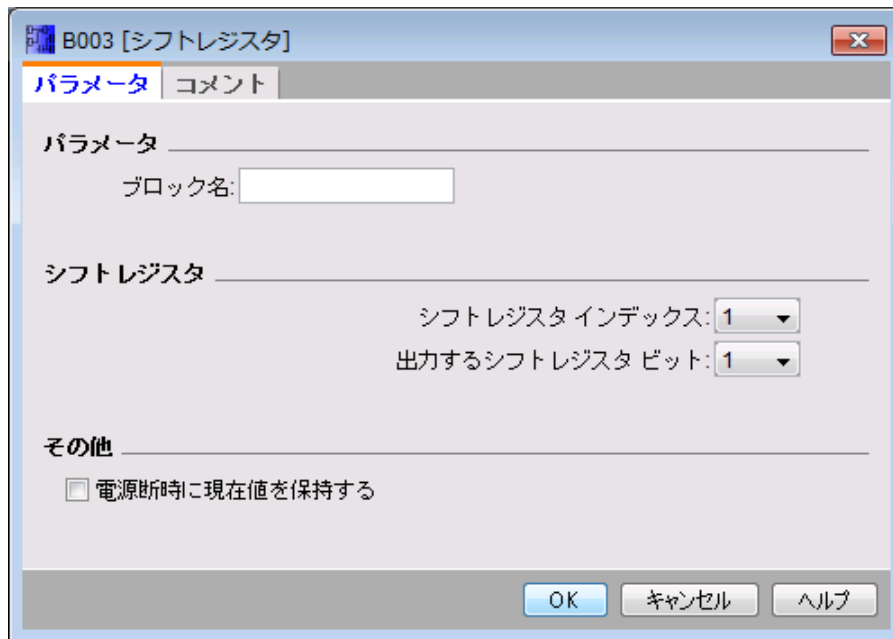 B003 [シフトレジスタ]
パラメータ コメント
パラメータ
ブロック名:
シフトレジスタ
シフトレジスタ インデックス: 1
出力するシフトレジスタ ビット: 1
その他
電源断時に現在値を保持する
OK キャンセル ヘルプ